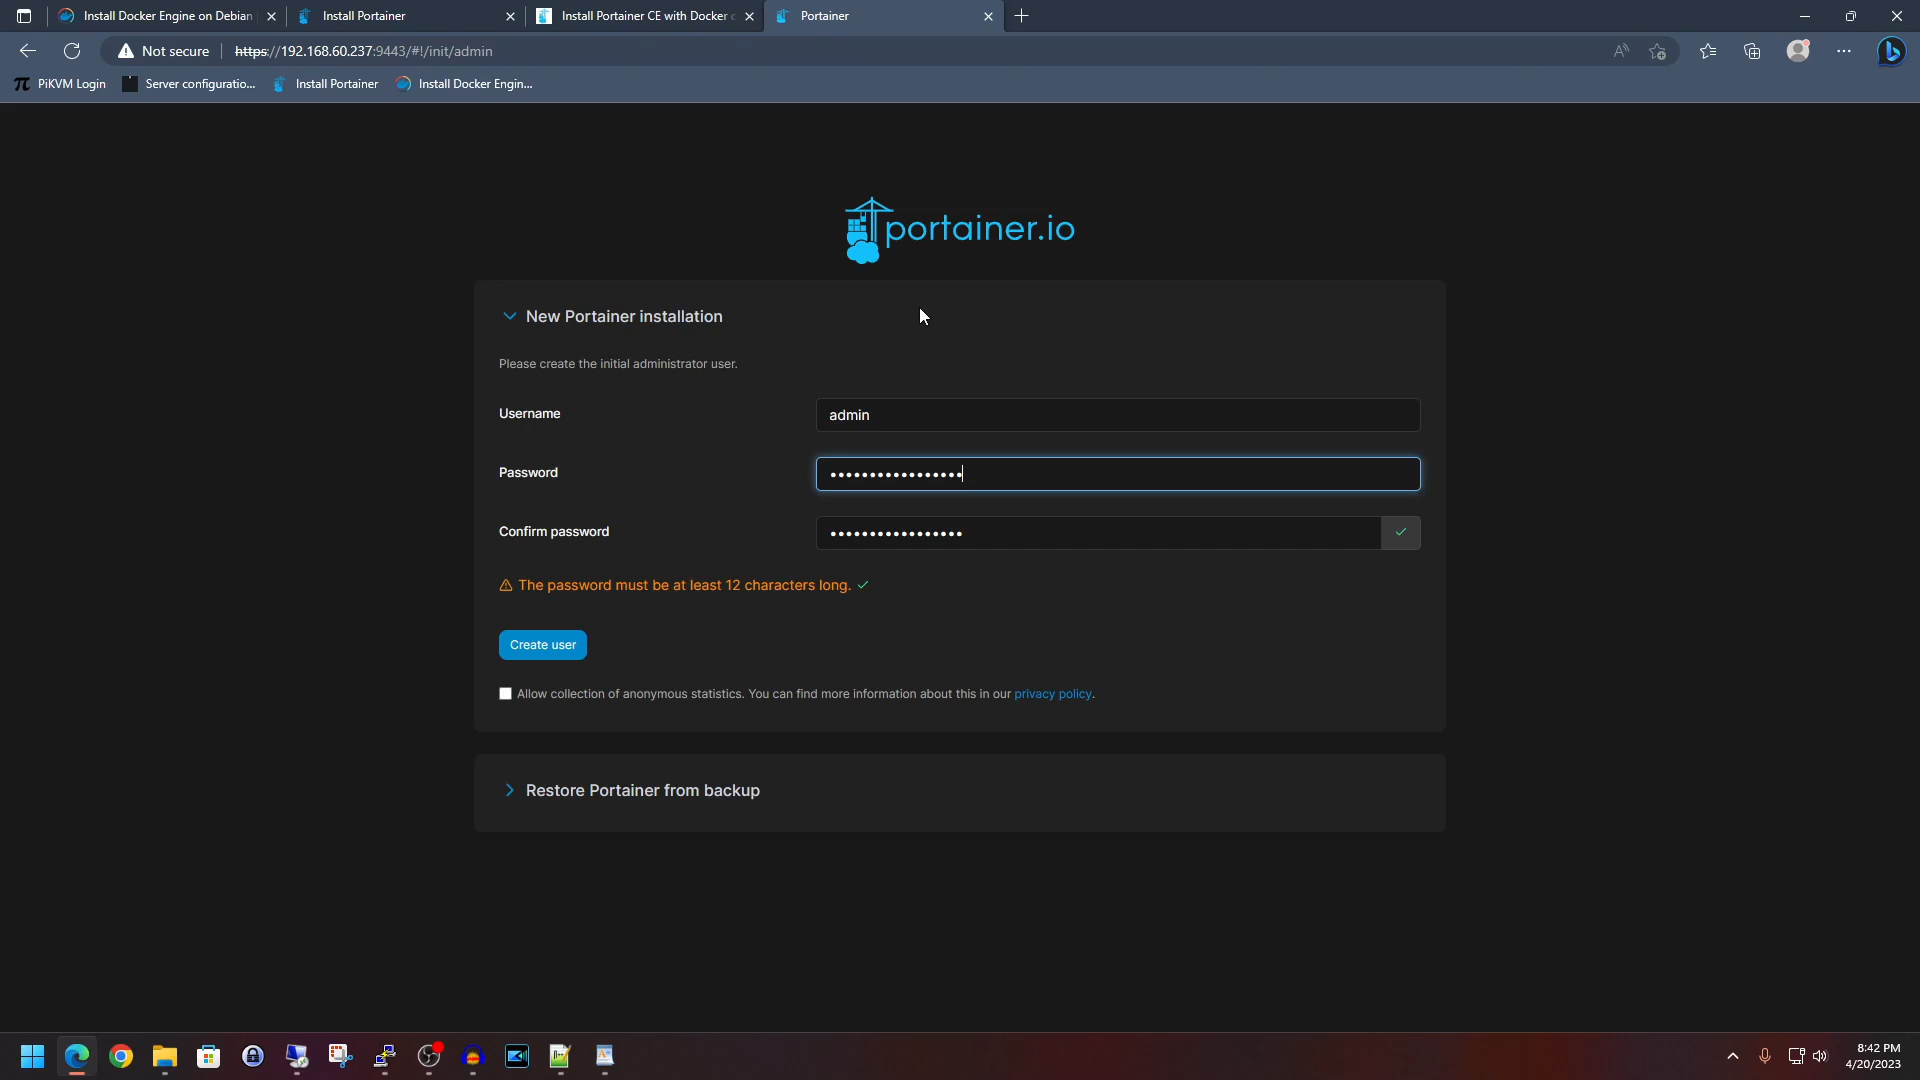 Install Docker Engine on Debian
Install Portainer
Install Portainer CE with Docker
Portainer
Not secure
https://192.168.60.237:9443/#!/init/admin
PiKVM Login
Server configuratio...
Install Portainer
Install Docker Engin...
portainer.io
New Portainer installation
Please create the initial administrator user.
Username
admin
Password
•••••••••••••••••
Confirm password
•••••••••••••••••
The password must be at least 12 characters long.
Create user
Allow collection of anonymous statistics. You can find more information about this in our privacy policy.
Restore Portainer from backup
8:42 PM
4/20/2023